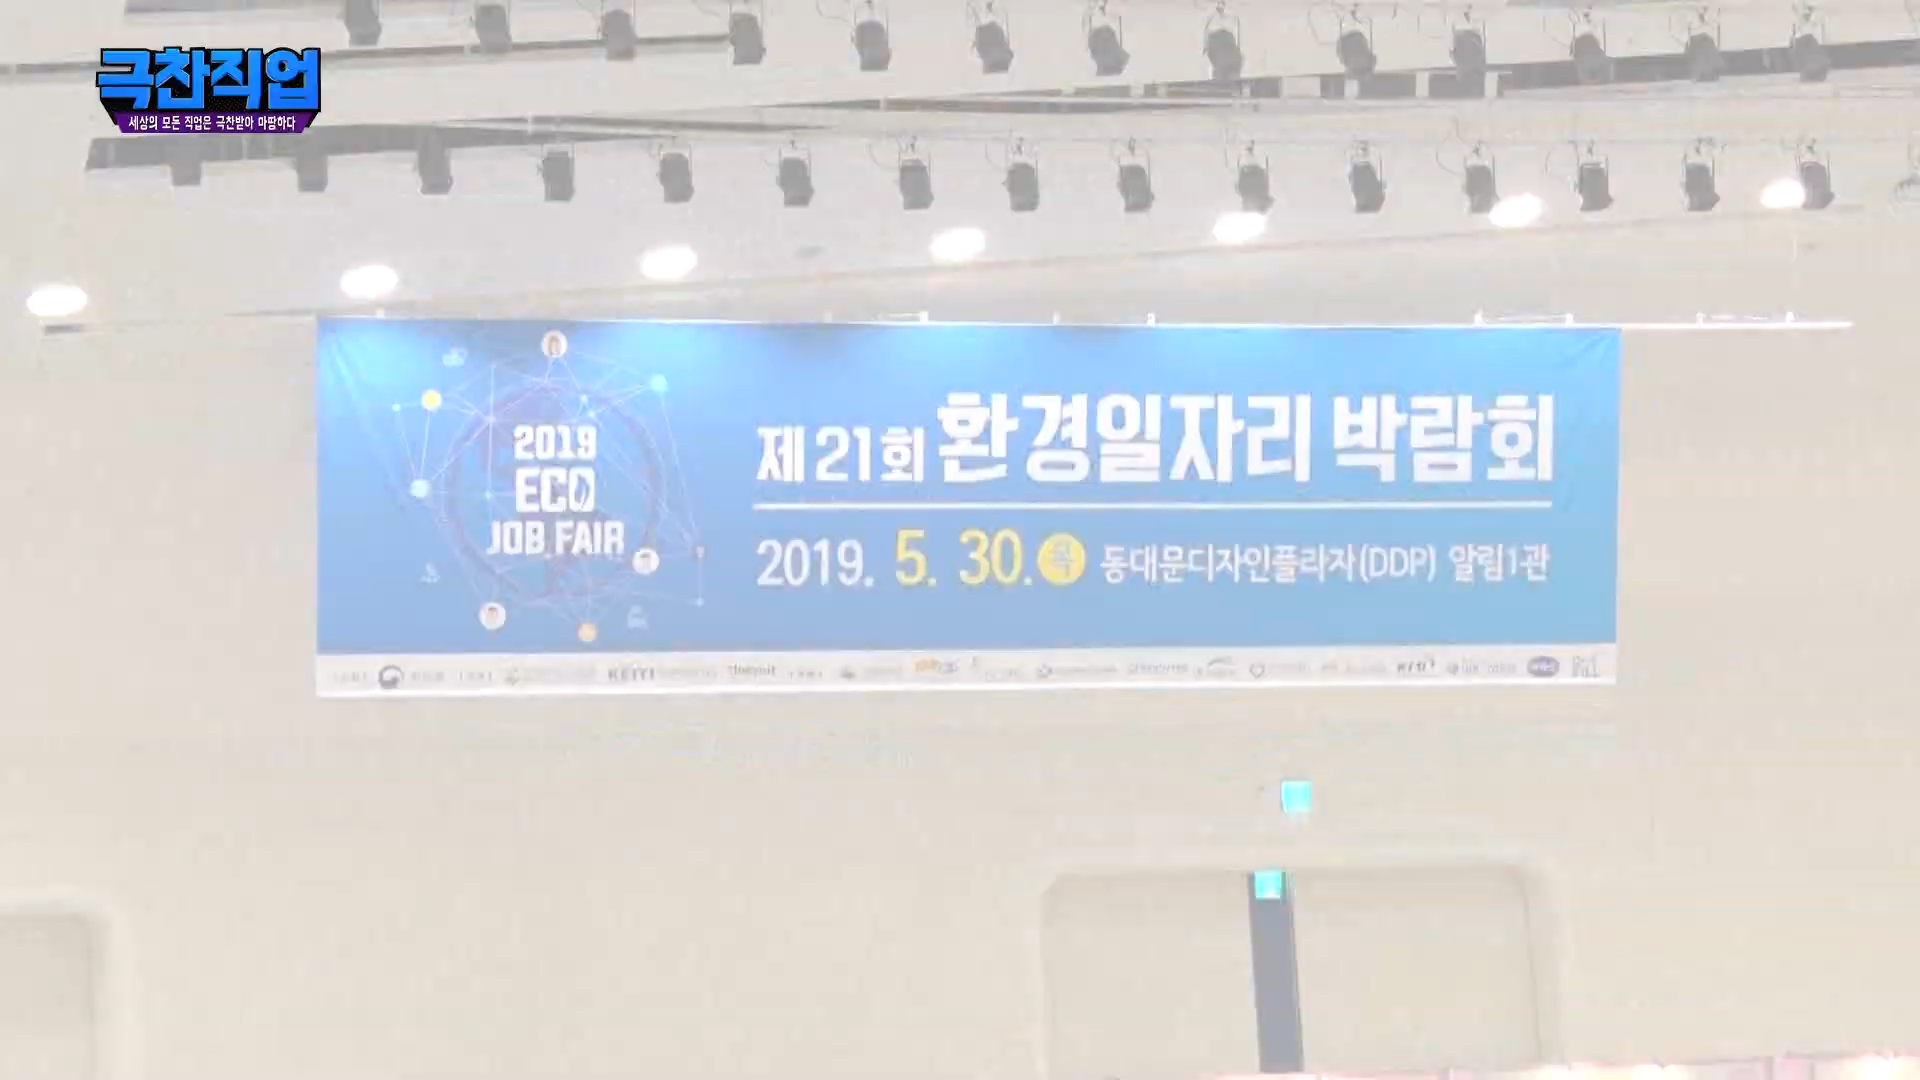 극찬직업
세상의 모든 직업은 극찬받아 마땅하다
2019
ECO
JOB FAIR
제21회 환경일자리 박람회
2019. 5. 30. 목 동대문디자인플라자(DDP) 알림1관
KEITI